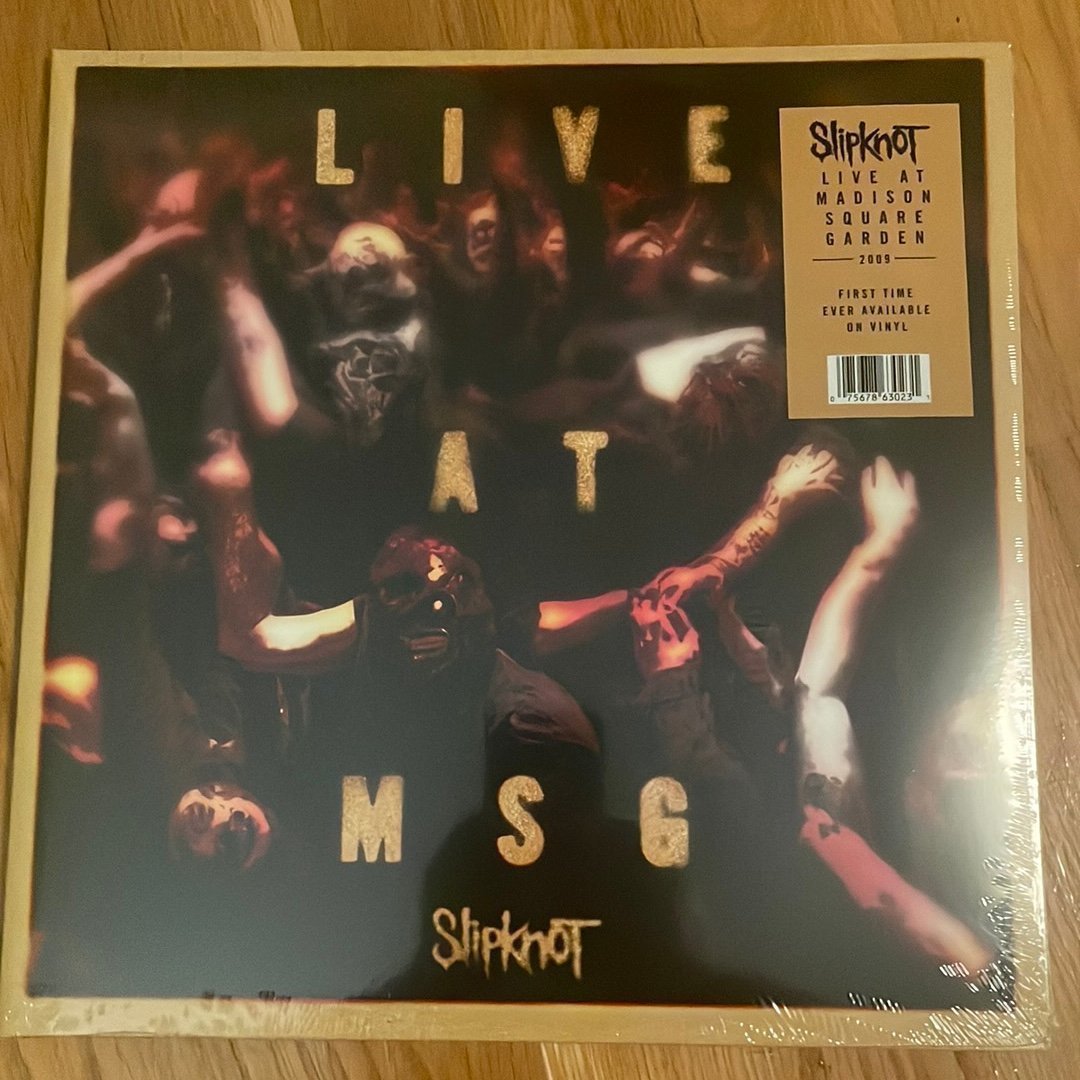 LIVE
AT
MSG
Slipknot
Slipknot
LIVE AT
MADISON
SQUARE
GARDEN
2009
FIRST TIME
EVER AVAILABLE
ON VINYL
0 75678 63023 1